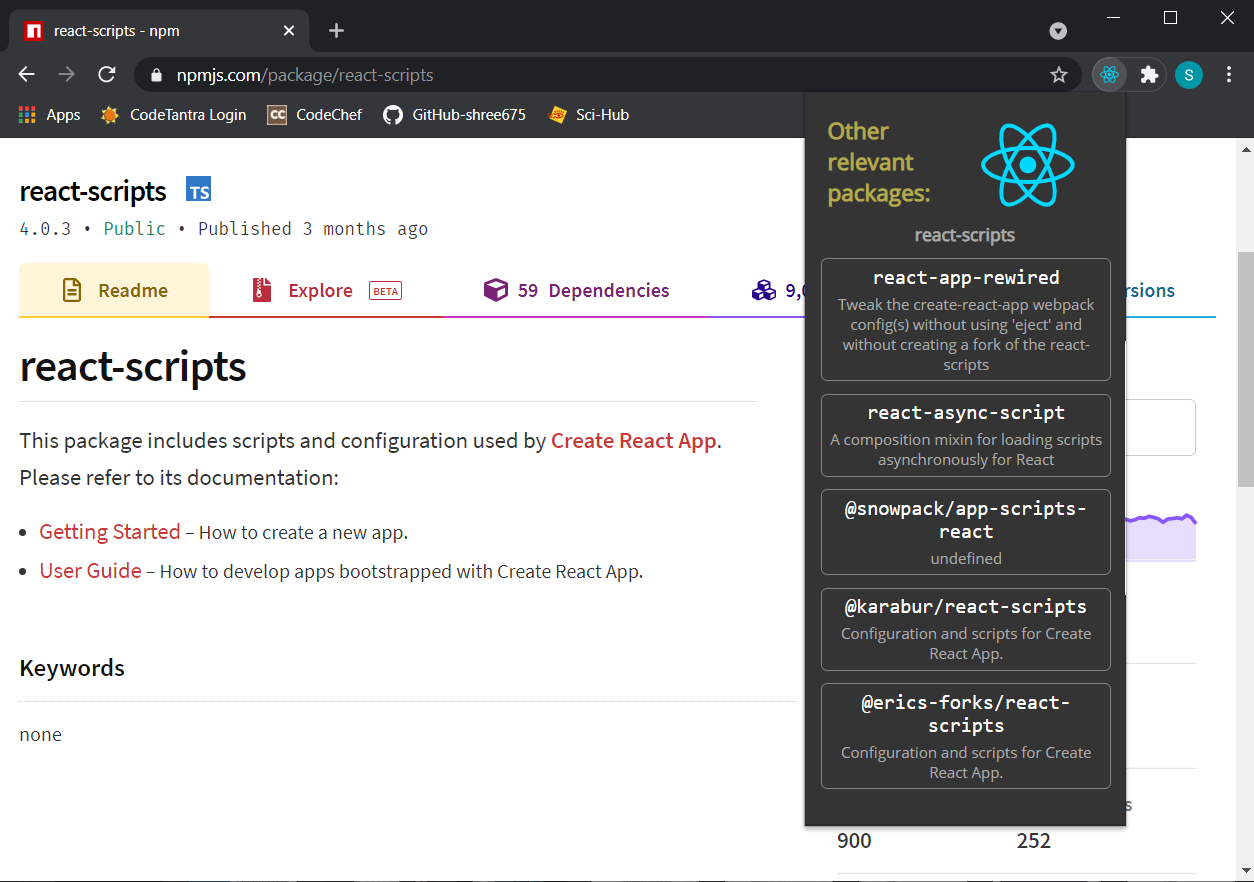 react-scripts - npm
npmjs.com/package/react-scripts
S
Apps
CodeTantra Login
CC
CodeChef
GitHub-shree675
Sci-Hub
react-scripts TS
4.0.3 • Public • Published 3 months ago
Readme
Explore BETA
59 Dependencies
9,
rsions
react-scripts
This package includes scripts and configuration used by Create React App.
Please refer to its documentation:
• Getting Started – How to create a new app.
• User Guide – How to develop apps bootstrapped with Create React App.
Keywords
none
Other
relevant
packages:
react-scripts
react-app-rewired
Tweak the create-react-app webpack
config(s) without using 'eject' and
without creating a fork of the react-
scripts
react-async-script
A composition mixin for loading scripts
asynchronously for React
@snowpack/app-scripts-
react
undefined
@karabur/react-scripts
Configuration and scripts for Create
React App.
@erics-forks/react-
scripts
Configuration and scripts for Create
React App.
s
900
252